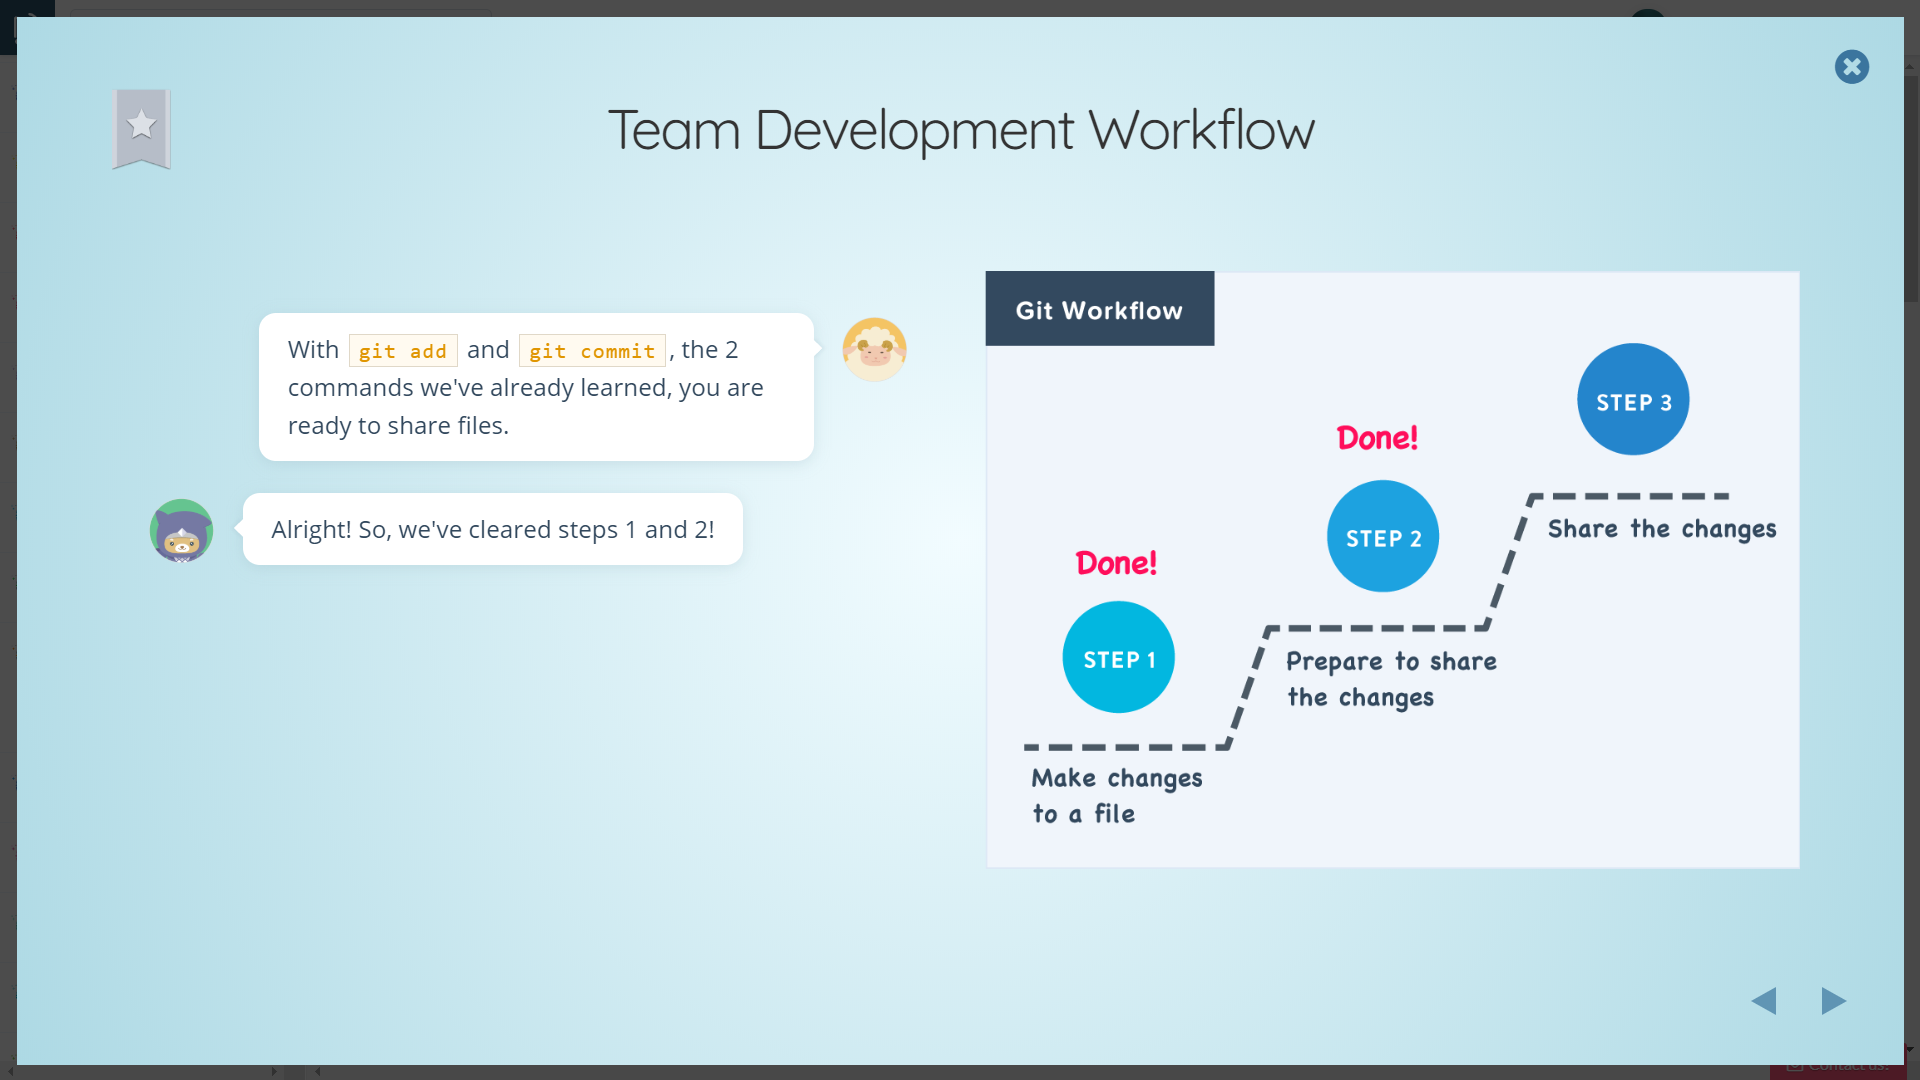 Team Development Workflow
With git add and git commit, the 2
commands we've already learned, you are
ready to share files.
Alright! So, we've cleared steps 1 and 2!
Git Workflow
STEP 3
Done!
STEP 2
Share the changes
Done!
STEP 1
Prepare to share
the changes
Make changes
to a file
Contact us!